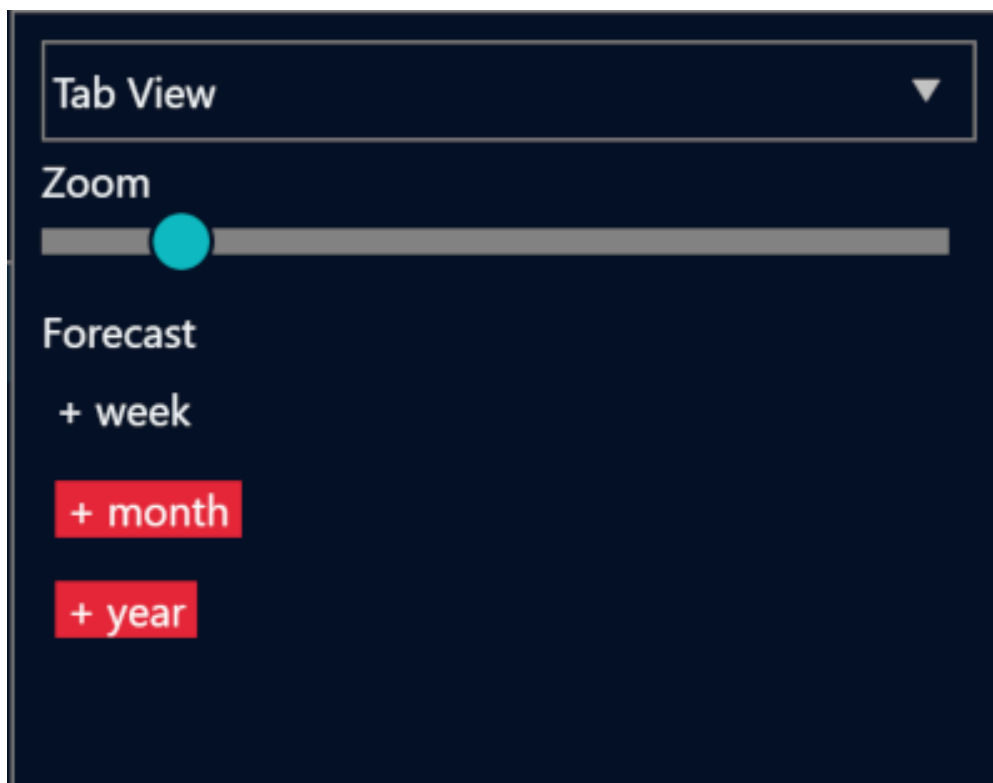 Tab View
Zoom
Forecast
+ week
+ month
+ year